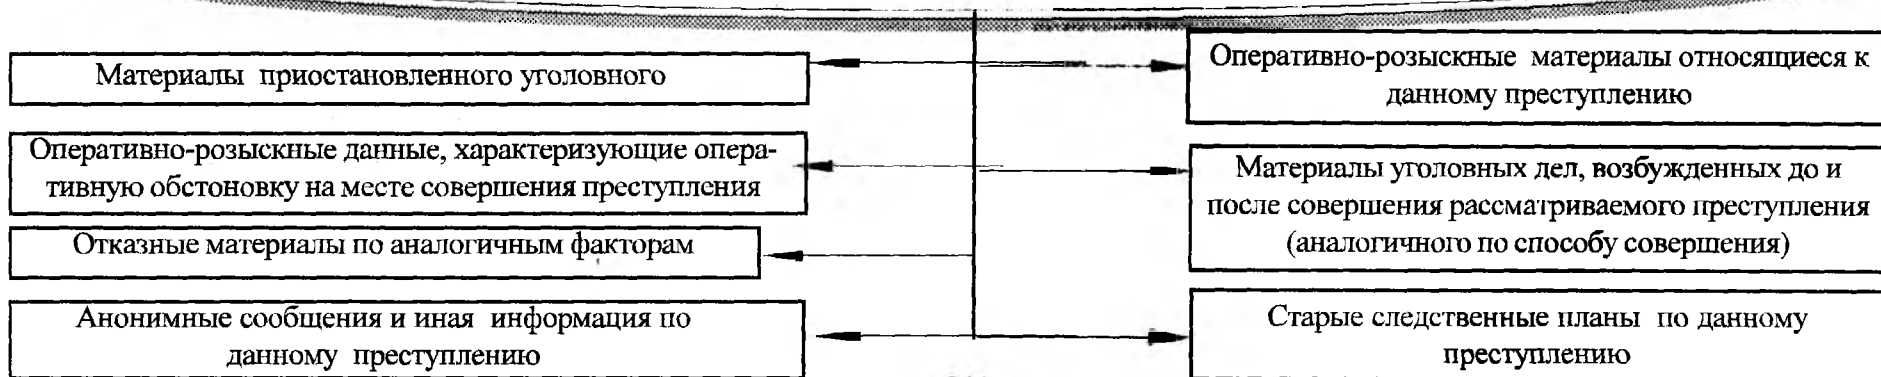 Материалы приостановленного уголовного
Оперативно-розыскные данные, характеризующие опера-
тивную обстоновку на месте совершения преступления
Отказные материалы по аналогичным факторам
Анонимные сообщения и иная информация по
данному преступлению
Оперативно-розыскные материалы относящиеся к
данному преступлению
Материалы уголовных дел, возбужденных до и
после совершения рассматриваемого преступления
(аналогичного по способу совершения)
Старые следственные планы по данному
преступлению